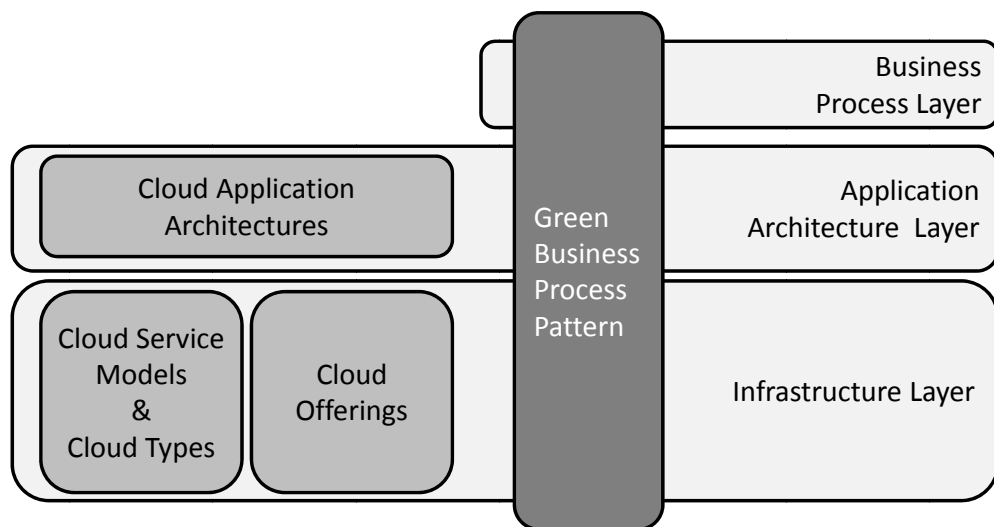 Business
Process Layer
Cloud Application
Architectures
Application
Architecture Layer
Green
Business
Process
Pattern
Cloud Service
Models
&
Cloud Types
Cloud
Offerings
Infrastructure Layer